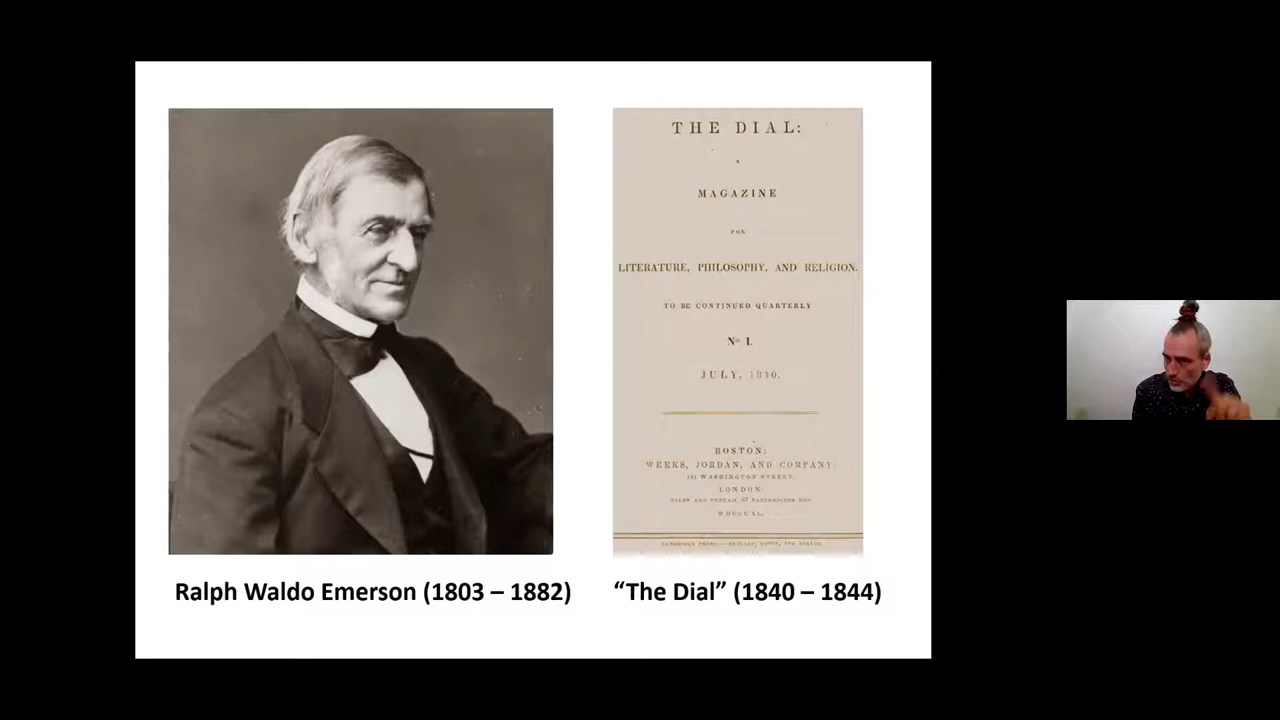 THE DIAL:
A
MAGAZINE
FOR
LITERATURE, PHILOSOPHY, AND RELIGION.
TO BE CONTINUED QUARTERLY
No. I.
JULY, 1840.
BOSTON:
WEEKS, JORDAN, AND COMPANY,
121 WASHINGTON STREET.
LONDON:
MDCCCXL.
Ralph Waldo Emerson (1803 – 1882)
“The Dial” (1840 – 1844)